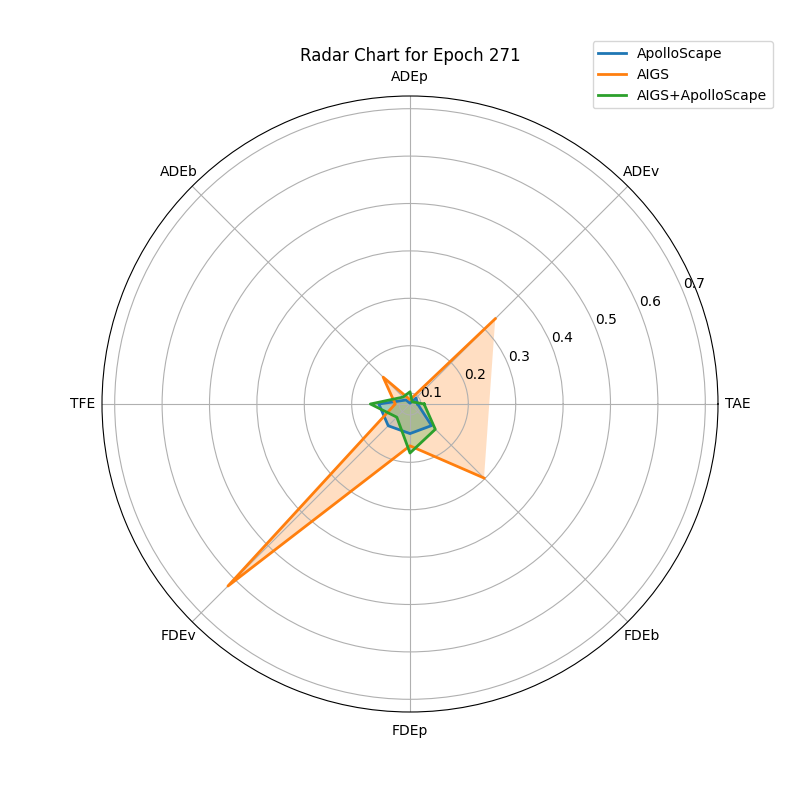 Radar Chart for Epoch 271
ApolloScape
AIGS
AIGS+ApolloScape
ADEp
ADEb
ADEv
0.7
0.6
0.5
0.4
0.3
0.2
0.1
TFE
TAE
FDEv
FDEb
FDEp